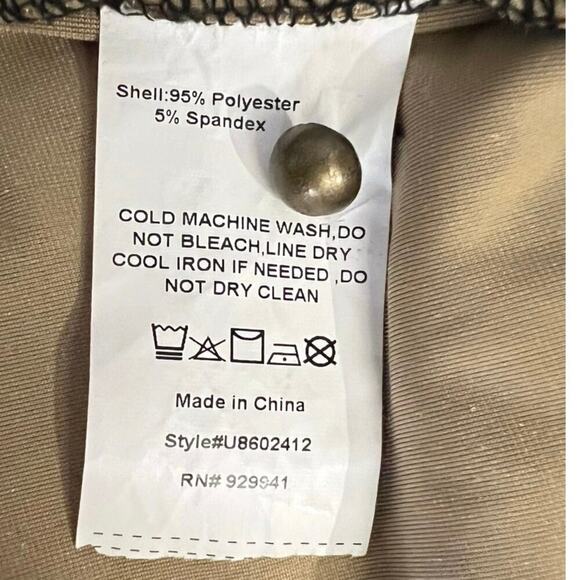 Shell:95% Polyester
5% Spandex
COLD MACHINE WASH,DO
NOT BLEACH,LINE DRY
COOL IRON IF NEEDED ,DO
NOT DRY CLEAN
Made in China
Style#U8602412
RN# 929941